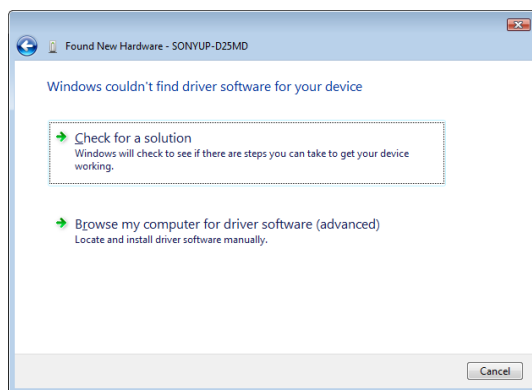 Found New Hardware - SONYUP-D25MD
Windows couldn't find driver software for your device
Check for a solution
Windows will check to see if there are steps you can take to get your device
working.
Browse my computer for driver software (advanced)
Locate and install driver software manually.
Cancel